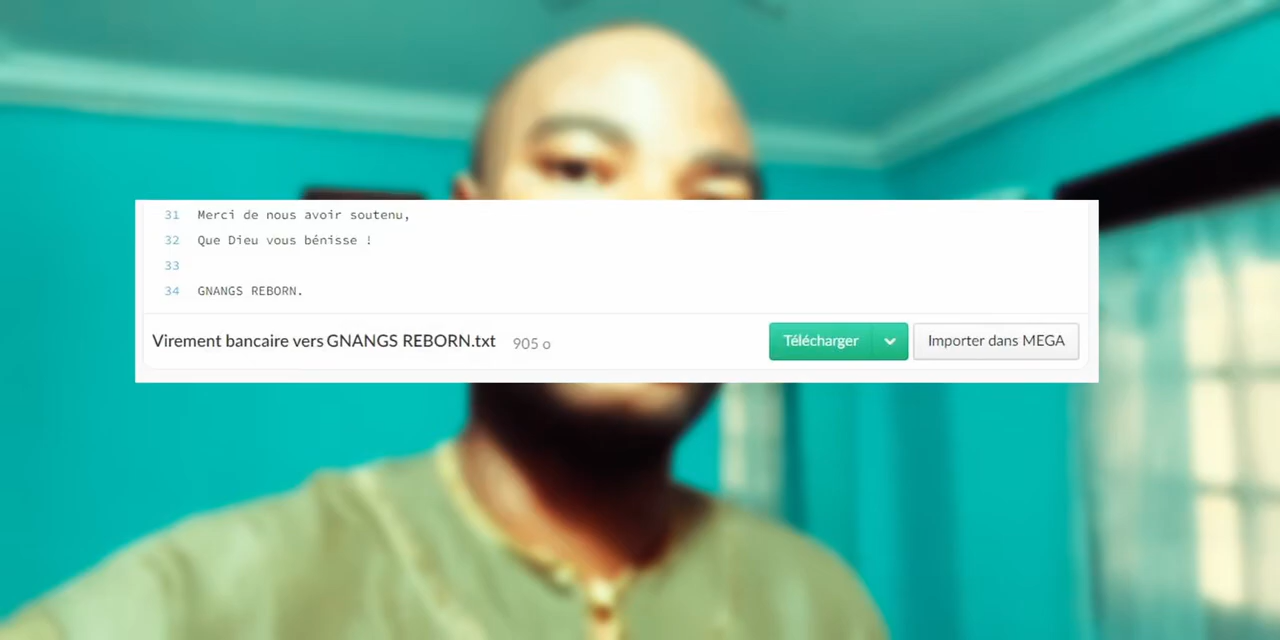 31 Merci de nous avoir soutenu,
32 Que Dieu vous bénisse !
33
34 GNANGS REBORN.
Virement bancaire vers GNANGS REBORN.txt 905 o Télécharger Importer dans MEGA